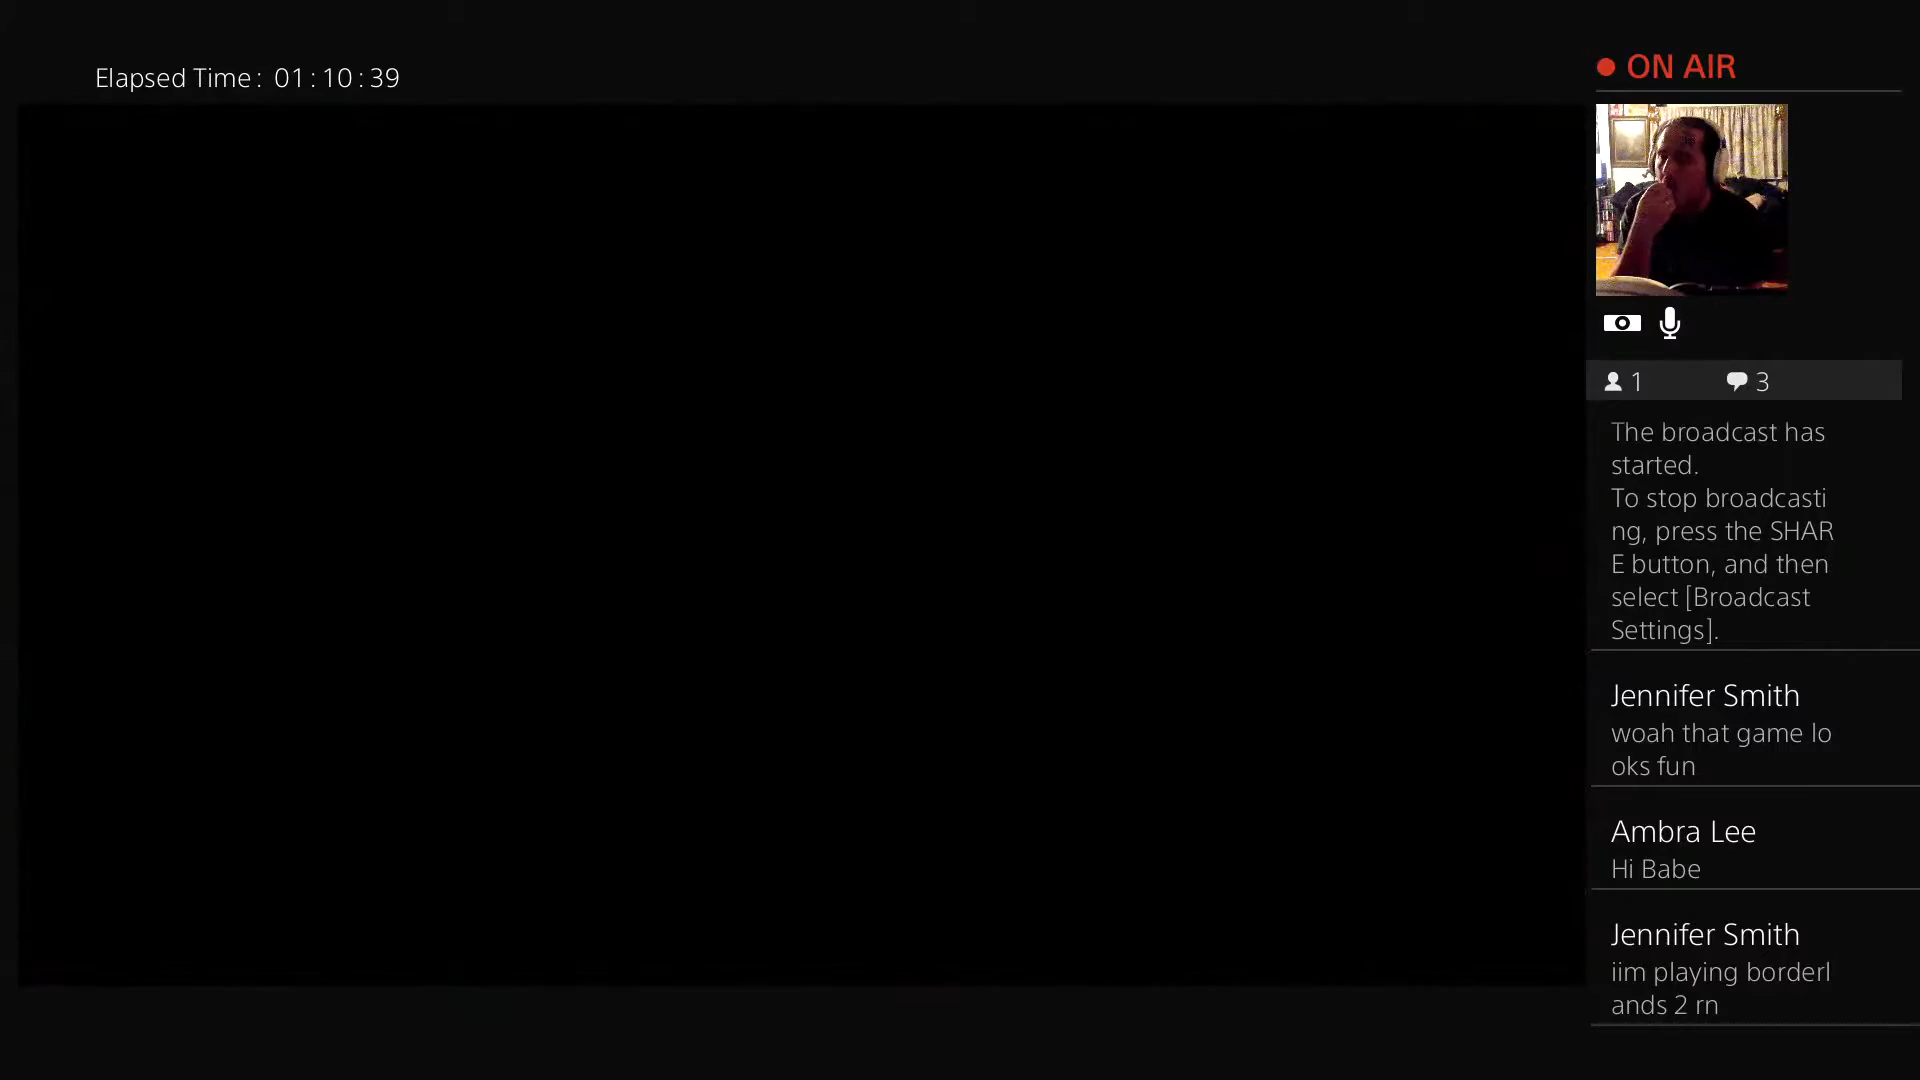 Elapsed Time: 01:10:39
ON AIR
1 3
The broadcast has
started.
To stop broadcasti
ng, press the SHAR
E button, and then
select [Broadcast
Settings].
Jennifer Smith
woah that game lo
oks fun
Ambra Lee
Hi Babe
Jennifer Smith
iim playing borderl
ands 2 rn